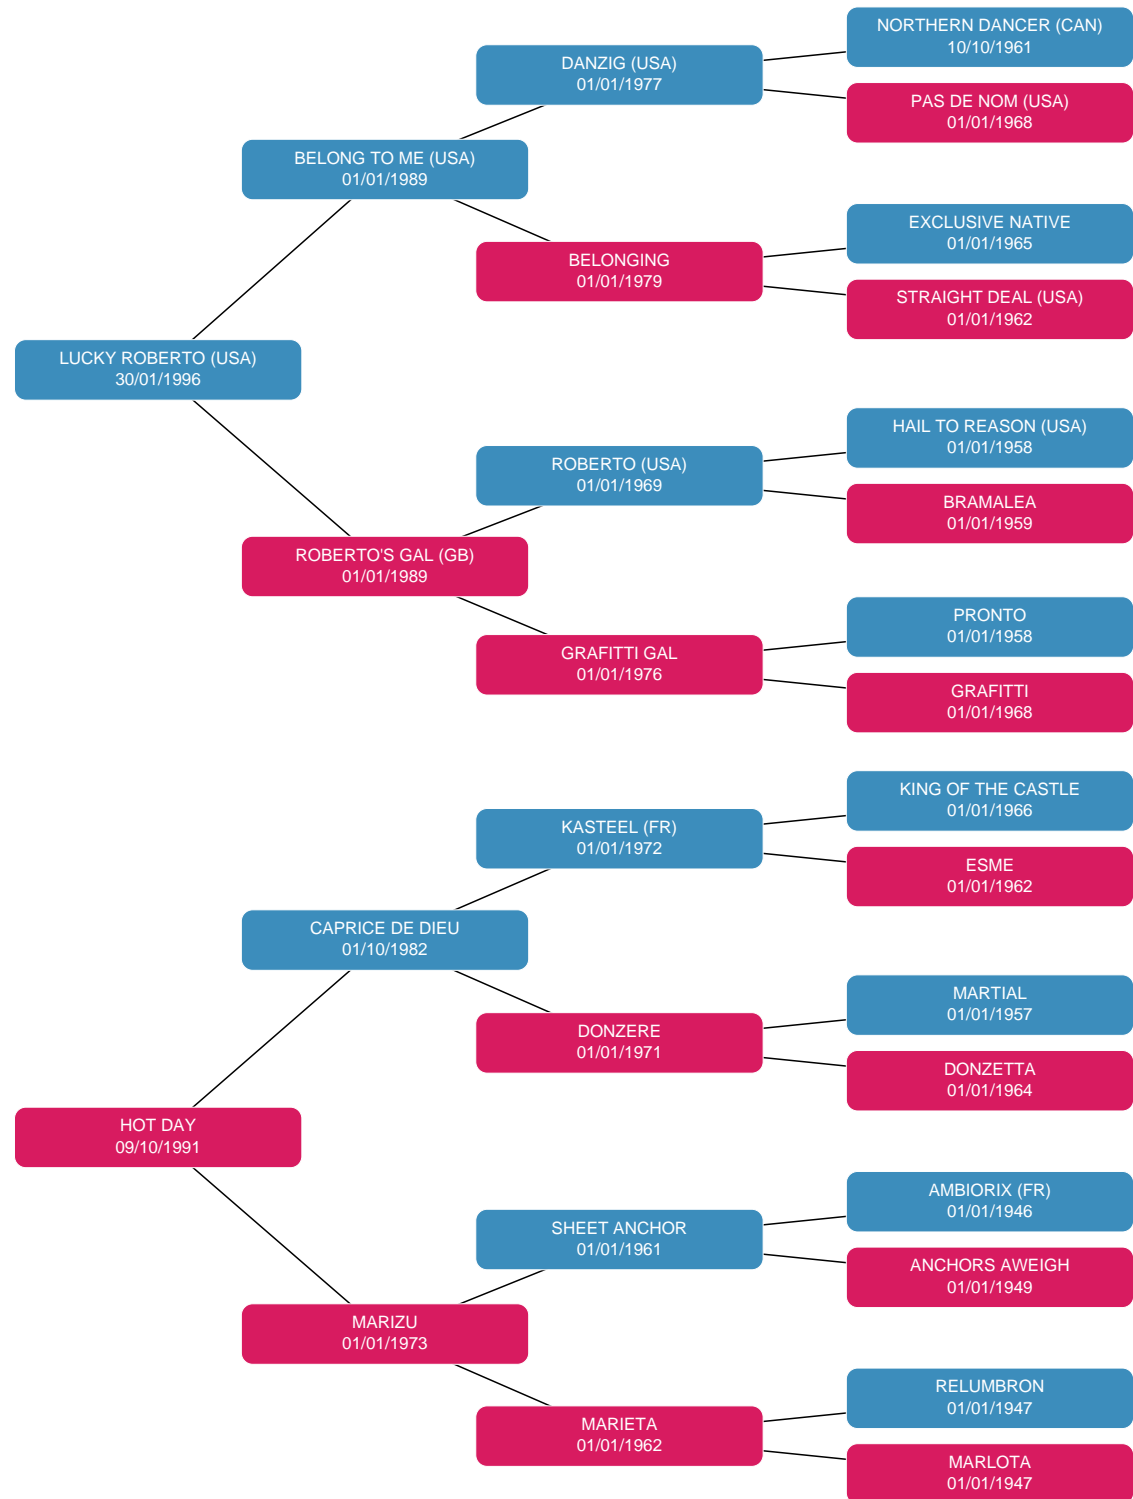 NORTHERN DANCER (CAN)
10/10/1961
DANZIG (USA)
01/01/1977
PAS DE NOM (USA)
01/01/1968
BELONG TO ME (USA)
01/01/1989
EXCLUSIVE NATIVE
01/01/1965
BELONGING
01/01/1979
STRAIGHT DEAL (USA)
01/01/1962
LUCKY ROBERTO (USA)
30/01/1996
HAIL TO REASON (USA)
01/01/1958
ROBERTO (USA)
01/01/1969
BRAMALEA
01/01/1959
ROBERTO'S GAL (GB)
01/01/1989
PRONTO
01/01/1958
GRAFITTI GAL
01/01/1976
GRAFITTI
01/01/1968
KING OF THE CASTLE
01/01/1966
KASTEEL (FR)
01/01/1972
ESME
01/01/1962
CAPRICE DE DIEU
01/10/1982
MARTIAL
01/01/1957
DONZERE
01/01/1971
DONZETTA
01/01/1964
HOT DAY
09/10/1991
AMBIORIX (FR)
01/01/1946
SHEET ANCHOR
01/01/1961
ANCHORS AWEIGH
01/01/1949
MARIZU
01/01/1973
RELUMBRON
01/01/1947
MARIETA
01/01/1962
MARLOTA
01/01/1947